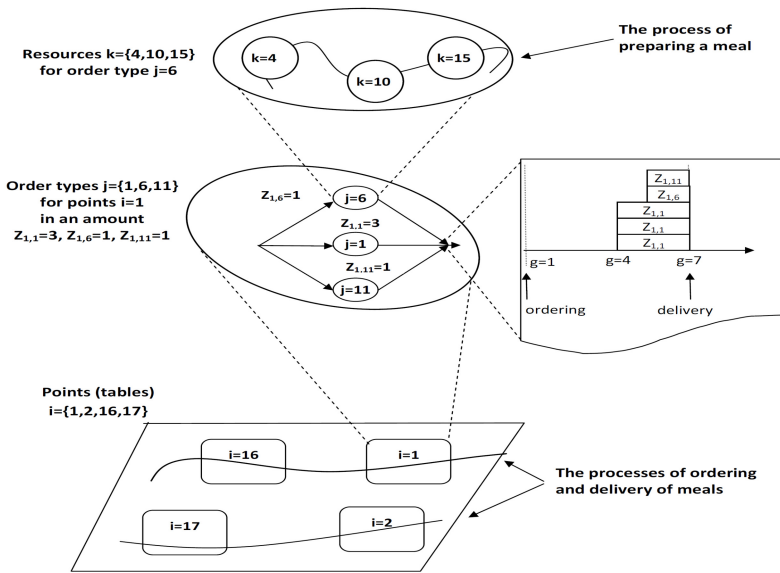 Resources k={4,10,15}
for order type j=6
k=4
k=10
k=15
The process of
preparing a meal
Order types j={1,6,11}
for points i=1
in an amount
Z1,1=3, Z1,6=1, Z1,11=1
Z1,6=1
j=6
Z1,1=3
j=1
Z1,11=1
j=11
Z1,11
Z1,6
Z1,1
Z1,1
Z1,1
g=1
g=4
g=7
ordering
delivery
Points (tables)
i={1,2,16,17}
i=16
i=1
i=17
i=2
The processes of ordering
and delivery of meals